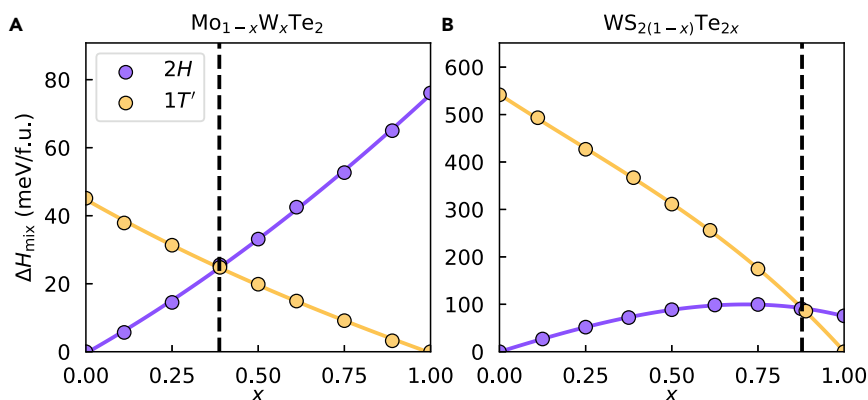 A Mo₁₋ₓWₓTe₂
B WS₂₍₁₋ₓ₎Te₂ₓ
ΔHmix (meV/f.u.)
80
60
40
20
0
2H
1T′
0.00 0.25 0.50 0.75 1.00
x
600
500
400
300
200
100
0
0.00 0.25 0.50 0.75 1.00
x